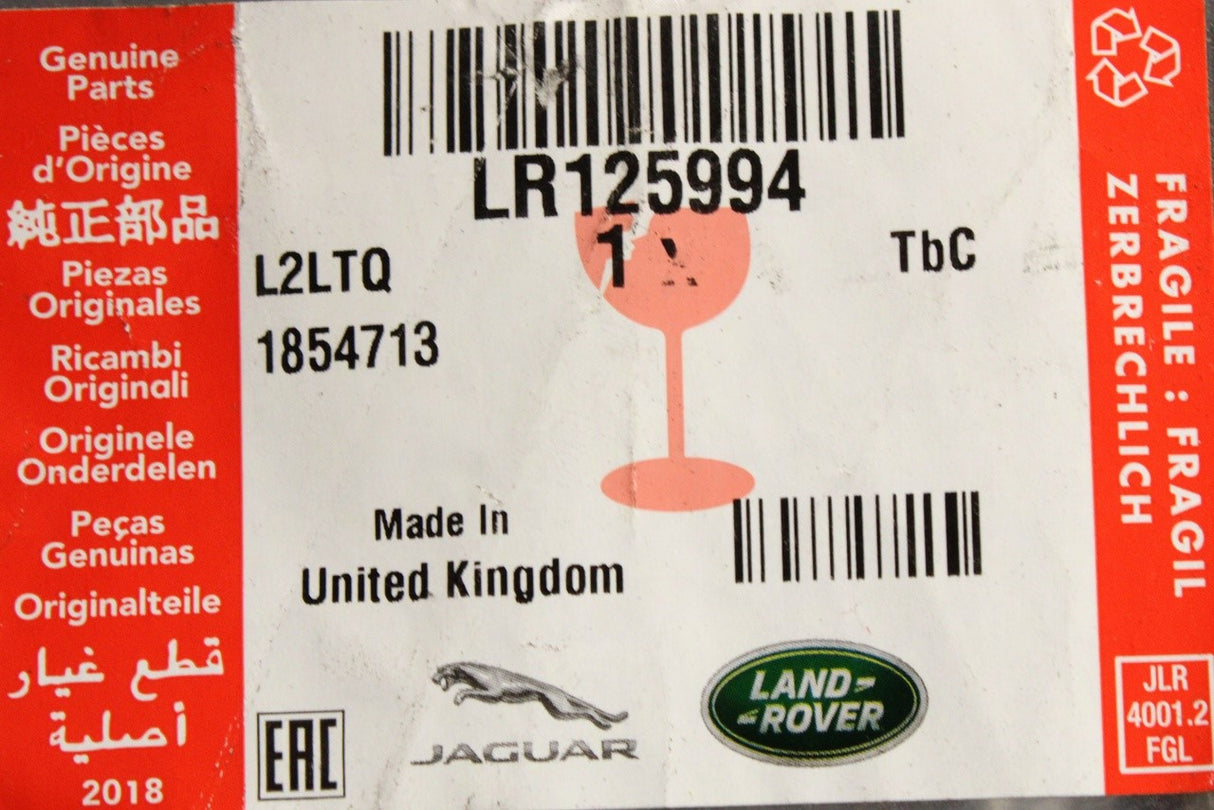 Genuine
Parts
Pièces
d'Origine
純正部品
Piezas
Originales
Ricambi
Originali
Originele
Onderdelen
Peças
Genuinas
Originalteile
قطع غيار
أصلية
2018
LR125994
1 X
TbC
L2LTQ
1854713
Made In
United Kingdom
EAC
JAGUAR
LAND-
-ROVER
FRAGILE : FRAGIL
ZERBRECHLICH
JLR
4001.2
FGL